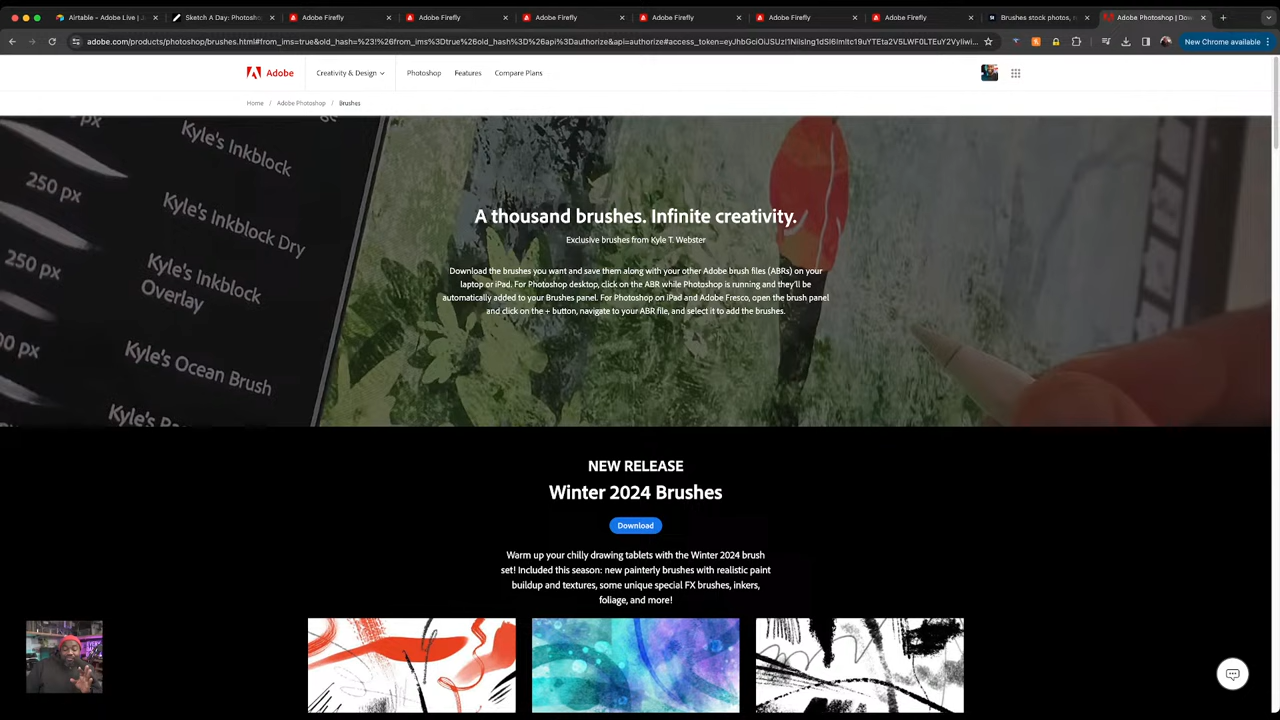 Airtable - Adobe Live
Sketch A Day: Photosho
Adobe Firefly
Adobe Firefly
Adobe Firefly
Adobe Firefly
Adobe Firefly
Adobe Firefly
Brushes stock photos,
Adobe Photoshop | Dow
New Chrome available
Adobe
Creativity & Design
Photoshop
Features
Compare Plans
Home / Adobe Photoshop / Brushes
px
Kyle's Inkblock
250 px
Kyle's Inkblock Dry
250 px
Kyle's Inkblock
Overlay
00 px
Kyle's Ocean Brush
Kyle's
A thousand brushes. Infinite creativity.
Exclusive brushes from Kyle T. Webster
Download the brushes you want and save them along with your other Adobe brush files (ABRs) on your
laptop or iPad. For Photoshop desktop, click on the ABR while Photoshop is running and they'll be
automatically added to your Brushes panel. For Photoshop on iPad and Adobe Fresco, open the brush panel
and click on the + button, navigate to your ABR file, and select it to add the brushes.
NEW RELEASE
Winter 2024 Brushes
Download
Warm up your chilly drawing tablets with the Winter 2024 brush
set! Included this season: new painterly brushes with realistic paint
buildup and textures, some unique special FX brushes, inkers,
foliage, and more!